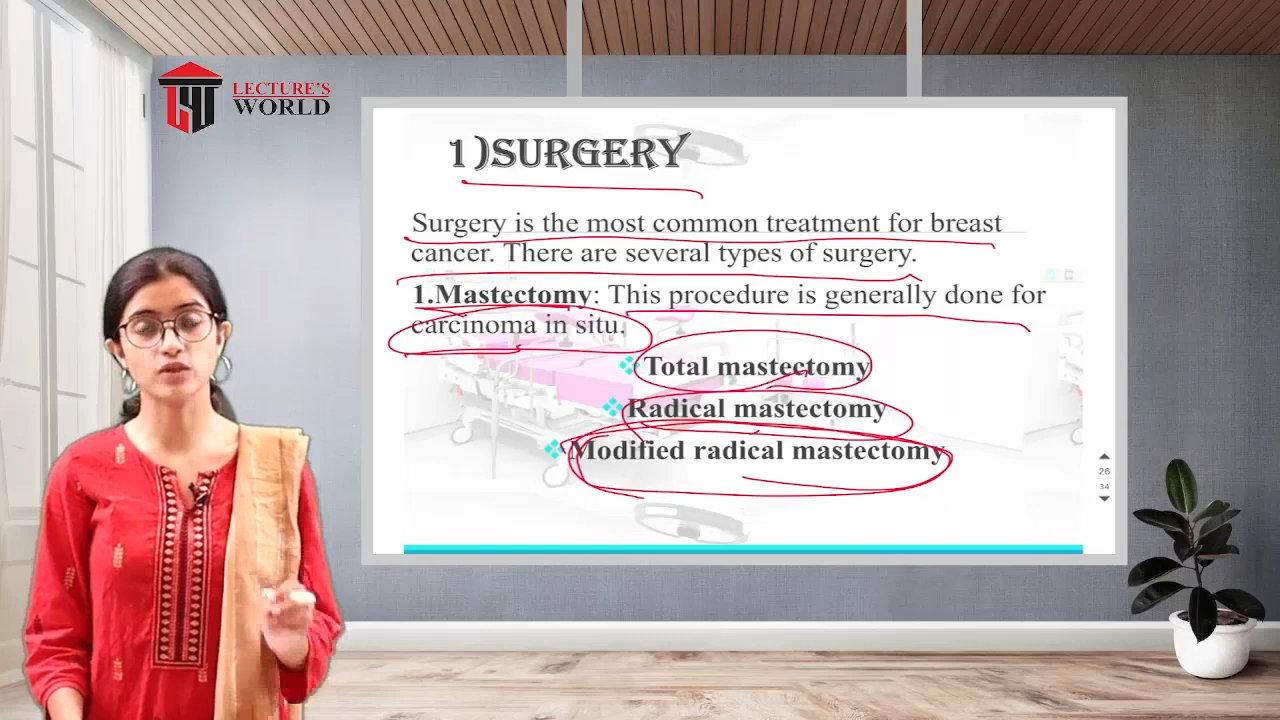 LECTURE'S
WORLD
1)SURGERY
Surgery is the most common treatment for breast
cancer. There are several types of surgery.
1.Mastectomy: This procedure is generally done for
carcinoma in situ.
Total mastectomy
Radical mastectomy
Modified radical mastectomy
26
34